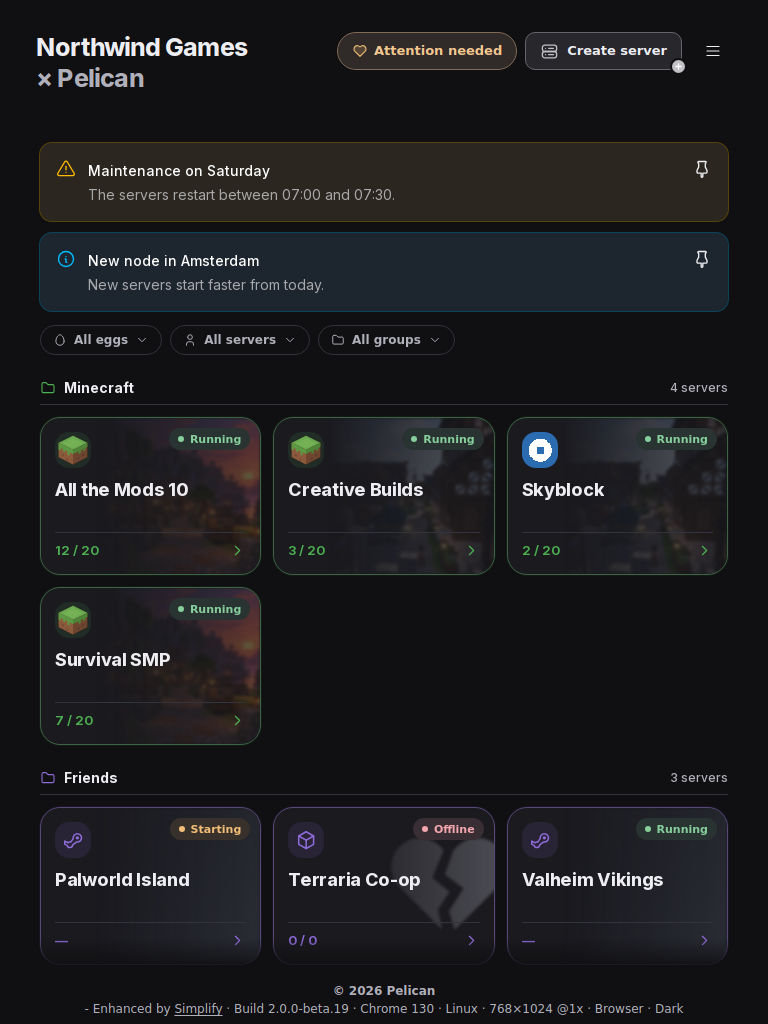 Northwind Games
× Pelican
Attention needed
Create server
Maintenance on Saturday
The servers restart between 07:00 and 07:30.
New node in Amsterdam
New servers start faster from today.
All eggs
All servers
All groups
Minecraft
4 servers
Running
All the Mods 10
12 / 20
Running
Creative Builds
3 / 20
Running
Skyblock
2 / 20
Running
Survival SMP
7 / 20
Friends
3 servers
Starting
Palworld Island
—
Offline
Terraria Co-op
0 / 0
Running
Valheim Vikings
—
© 2026 Pelican
- Enhanced by Simplify · Build 2.0.0-beta.19 · Chrome 130 · Linux · 768×1024 @1x · Browser · Dark